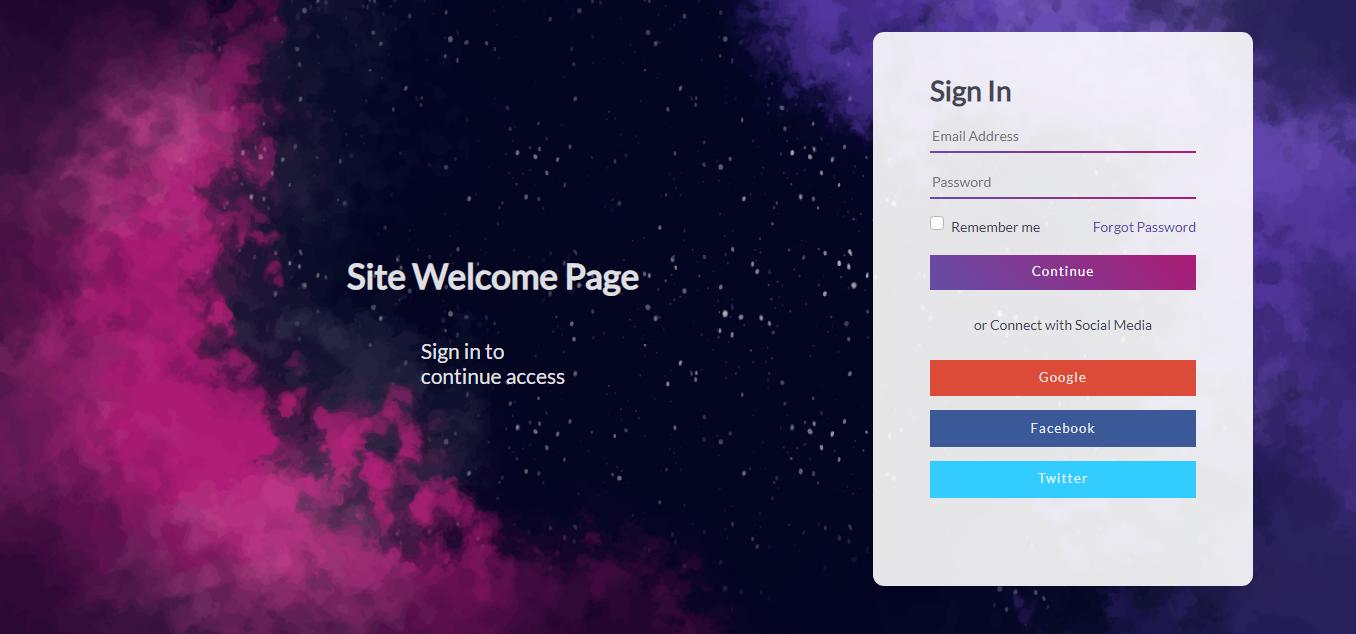 Site Welcome Page
Sign in to
continue access
Sign In
Email Address
Password
Remember me
Forgot Password
Continue
or Connect with Social Media
Google
Facebook
Twitter